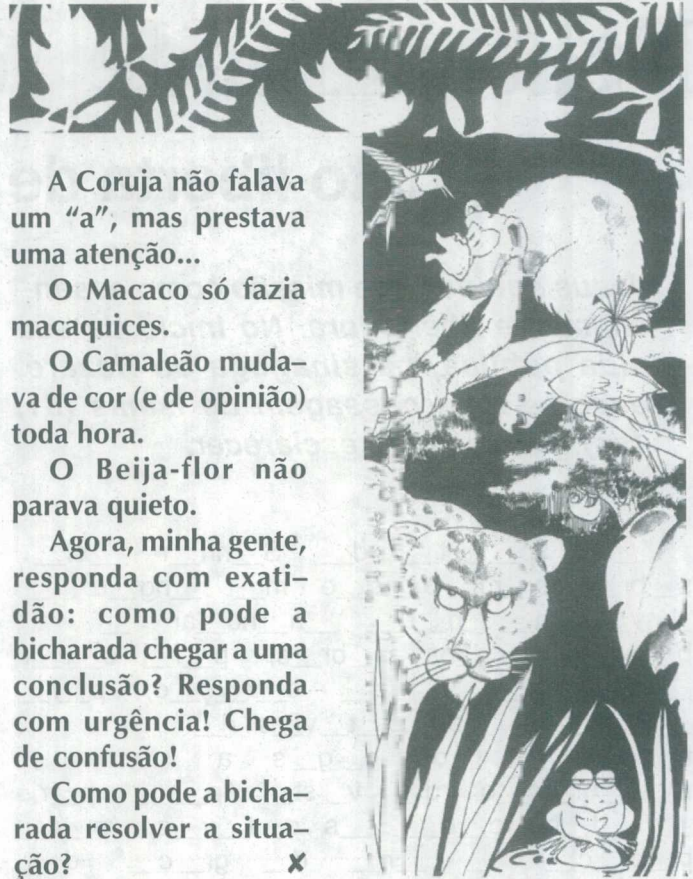 A Coruja não falava
um “a”, mas prestava
uma atenção...
O Macaco só fazia
macaquices.
O Camaleão muda–
va de cor (e de opinião)
toda hora.
O Beija-flor não
parava quieto.
Agora, minha gente,
responda com exati–
dão: como pode a
bicharada chegar a uma
conclusão? Responda
com urgência! Chega
de confusão!
Como pode a bicha–
rada resolver a situa–
ção? ✘